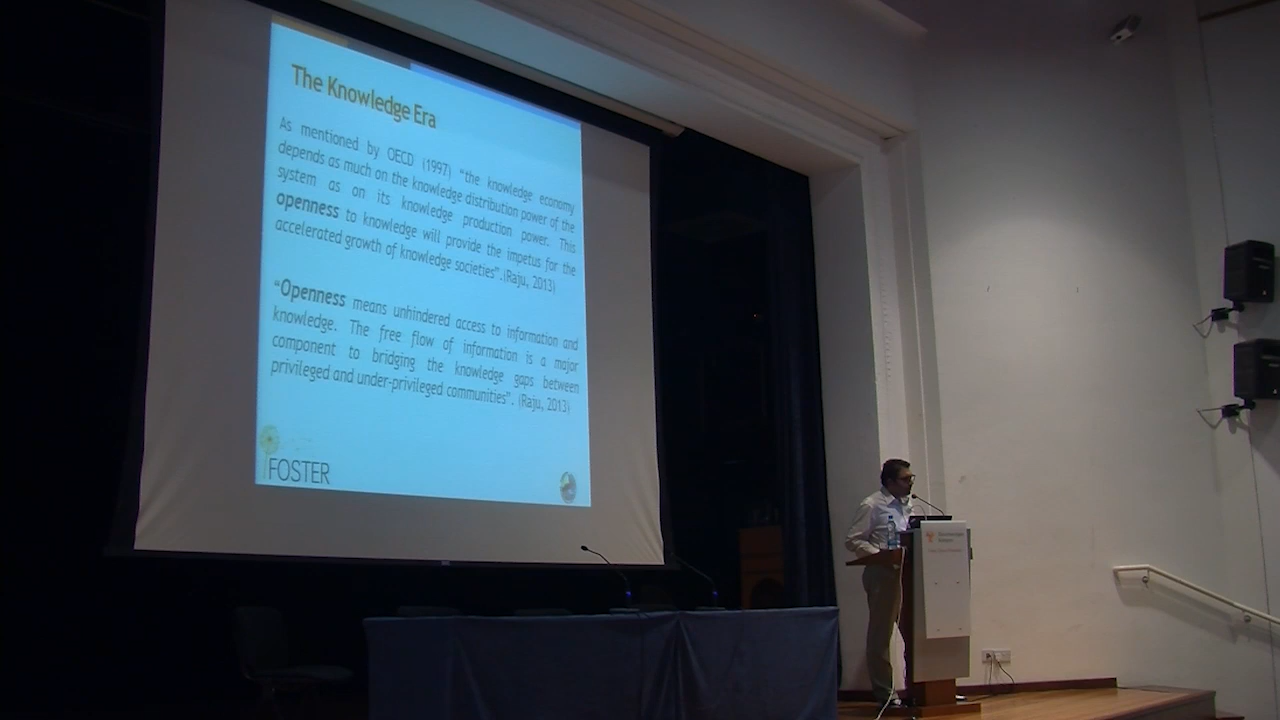 The Knowledge Era
As mentioned by OECD (1997) “the knowledge economy
depends as much on the knowledge distribution power of the
system as on its knowledge production power. This
openness to knowledge will provide the impetus for the
accelerated growth of knowledge societies”.(Raju, 2013)
“Openness means unhindered access to information and
knowledge. The free flow of information is a major
component to bridging the knowledge gaps between
privileged and under-privileged communities”. (Raju, 2013)
FOSTER